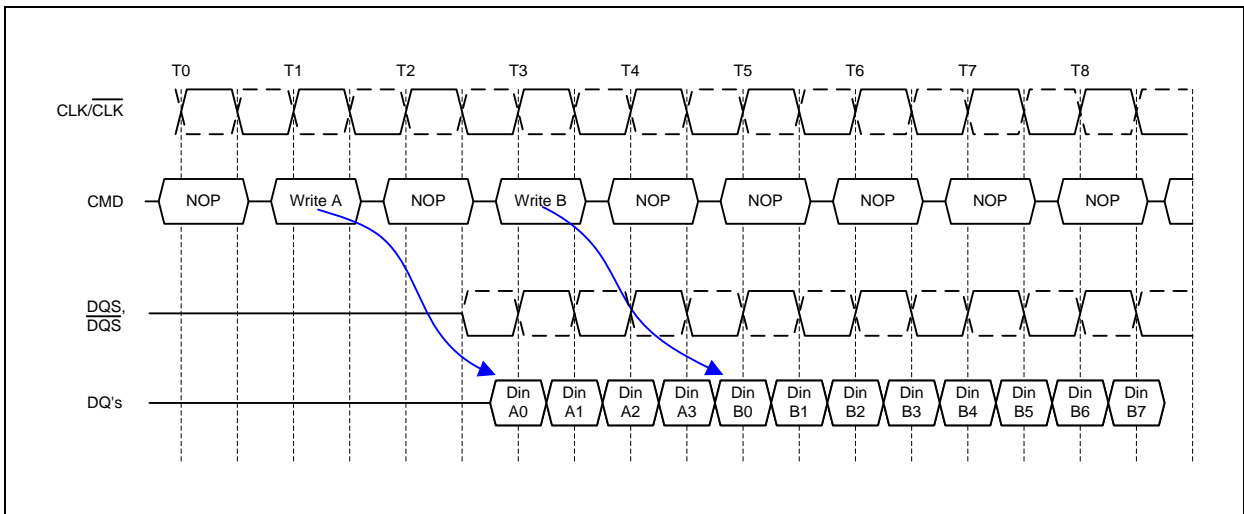 T0 T1 T2 T3 T4 T5 T6 T7 T8
CLK/CLK
CMD NOP Write A NOP Write B NOP NOP NOP NOP NOP
DQS,
DQS
DQ's
Din A0 Din A1 Din A2 Din A3 Din B0 Din B1 Din B2 Din B3 Din B4 Din B5 Din B6 Din B7